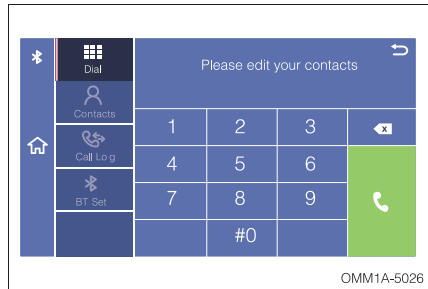 Dial
Please edit your contacts
Contacts
1 2 3 x
Call Log
4 5 6
BT Set
7 8 9
#0
OMM1A-5026